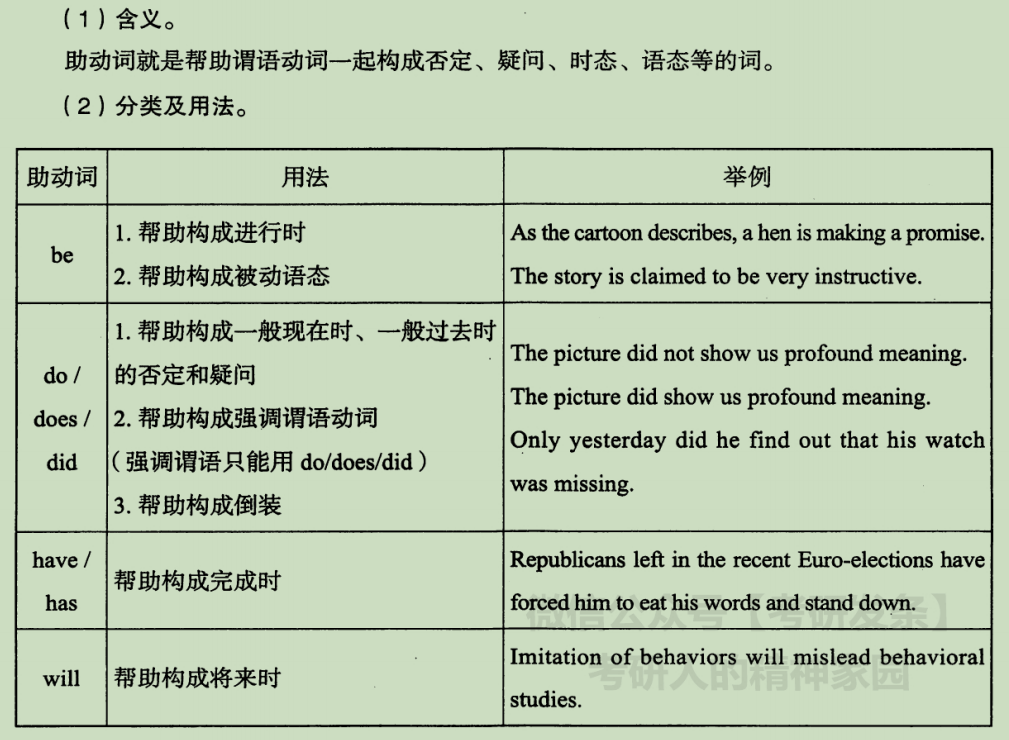 (1)含义。
助动词就是帮助谓语动词一起构成否定、疑问、时态、语态等的词。
(2)分类及用法。
助动词 用法 举例
be
1. 帮助构成进行时
2. 帮助构成被动语态
As the cartoon describes, a hen is making a promise.
The story is claimed to be very instructive.
do /
does /
did
1. 帮助构成一般现在时、一般过去时
的否定和疑问
2. 帮助构成强调谓语动词
(强调谓语只能用 do/does/did)
3. 帮助构成倒装
The picture did not show us profound meaning.
The picture did show us profound meaning.
Only yesterday did he find out that his watch
was missing.
have /
has
帮助构成完成时
Republicans left in the recent Euro-elections have
forced him to eat his words and stand down.
will
帮助构成将来时
Imitation of behaviors will mislead behavioral
studies.
微信公众号【考研发条】
考研人的精神家园